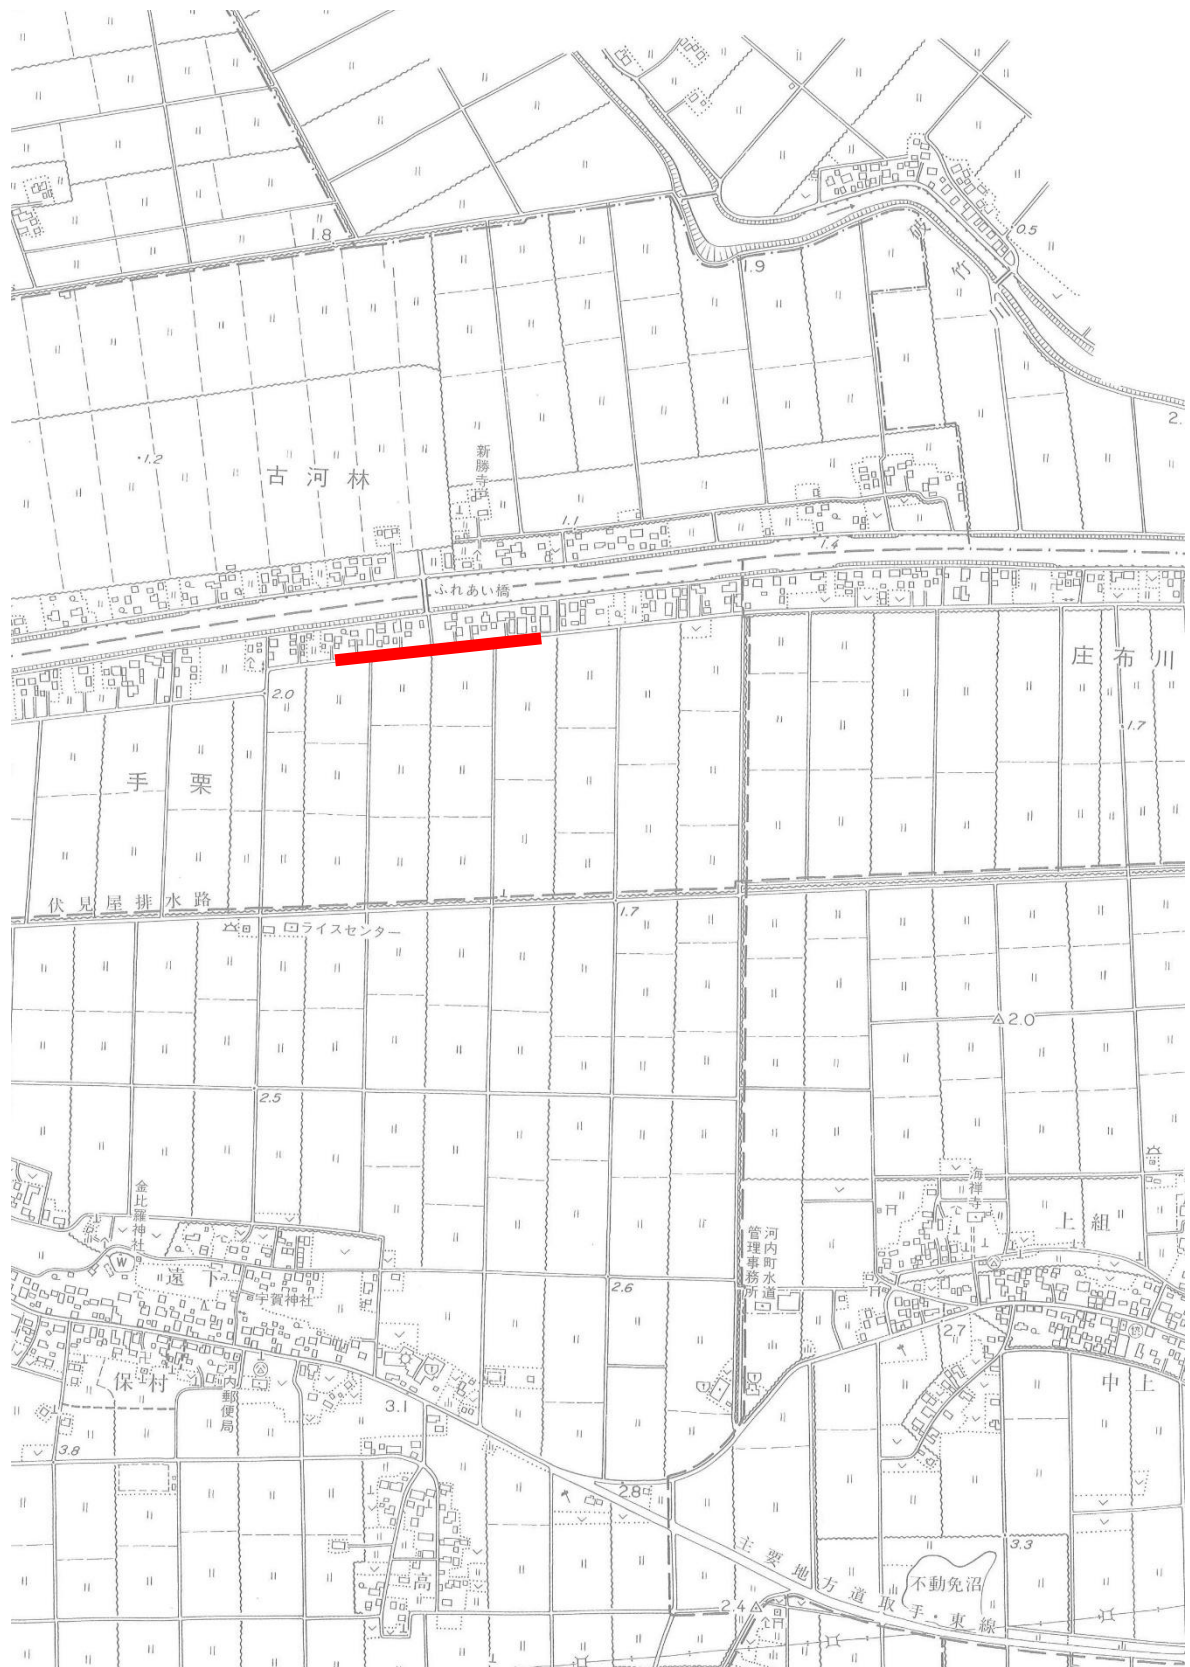 1.8
0.5
1.9
破竹川
2.
1.2
古河林
新勝寺
1.1
1.4
ふれあい橋
庄布川
2.0
1.7
手栗
伏見屋排水路
1.7
ライスセンター
2.0
2.5
金比羅神社
海禅寺
上組
河内町水道
管理事務所
W
遠下
宇賀神社
2.6
2.7
保村
河内郵便局
中上
3.1
3.8
2.8
3.3
主要地方道取手・東線
不動免沼
高
2.4